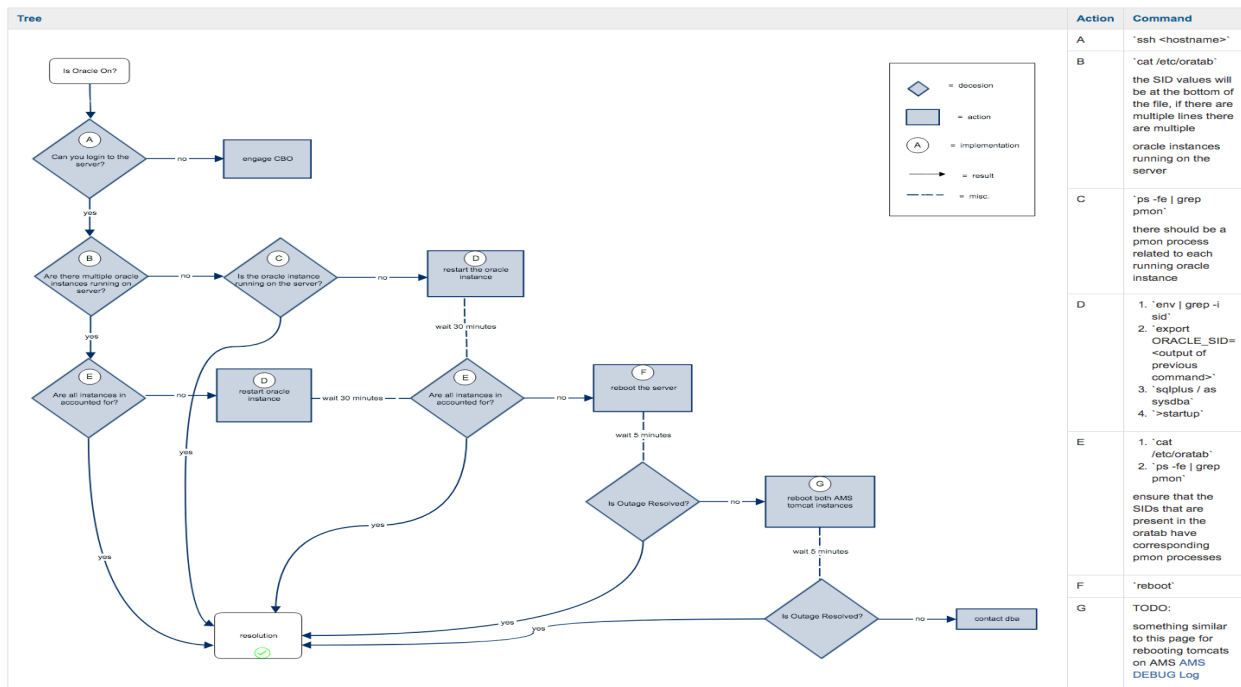 Tree
Action
Command
Is Oracle On?
A
Can you login to the
server?
no
engage CBO
yes
B
Are there multiple oracle
instances running on
server?
no
C
Is the oracle instance
running on the server?
no
D
restart the oracle
instance
wait 30 minutes
yes
yes
E
Are all instances in
accounted for?
no
D
restart oracle
instance
wait 30 minutes
E
Are all instances in
accounted for?
no
F
reboot the server
wait 5 minutes
yes
yes
Is Outage Resolved?
no
G
reboot both AMS
tomcat instances
wait 5 minutes
yes
Is Outage Resolved?
no
contact dba
yes
resolution
= decesion
= action
A
= implementation
= result
= misc.
A
`ssh <hostname>`
B
`cat /etc/oratab`
the SID values will
be at the bottom of
the file, if there are
multiple lines there
are multiple
oracle instances
running on the
server
C
`ps -fe | grep
pmon`
there should be a
pmon process
related to each
running oracle
instance
D
1. `env | grep -i
sid`
2. `export
ORACLE_SID=
<output of
previous
command>`
3. `sqlplus / as
sysdba`
4. `>startup`
E
1. `cat
/etc/oratab`
2. `ps -fe | grep
pmon`
ensure that the
SIDs that are
present in the
oratab have
corresponding
pmon processes
F
`reboot`
G
TODO:
something similar
to this page for
rebooting tomcats
on AMS AMS
DEBUG Log